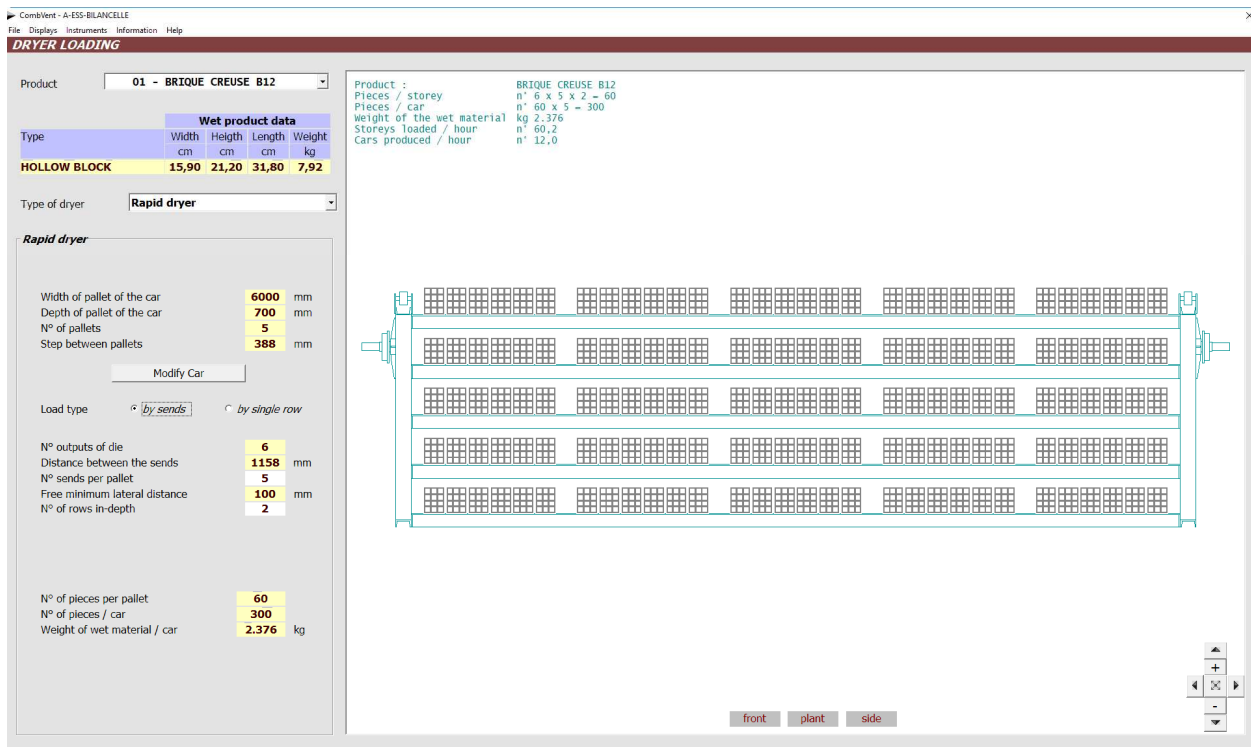 CombVent - A-ESS-BILANCELLE
File Displays Instruments Information Help
DRYER LOADING
Product 01 - BRIQUE CREUSE B12
Wet product data
Type Width Heigth Length Weight
cm cm cm kg
HOLLOW BLOCK 15,90 21,20 31,80 7,92
Type of dryer Rapid dryer
Rapid dryer
Width of pallet of the car 6000 mm
Depth of pallet of the car 700 mm
N° of pallets 5
Step between pallets 388 mm
Modify Car
Load type by sends by single row
N° outputs of die 6
Distance between the sends 1158 mm
N° sends per pallet 5
Free minimum lateral distance 100 mm
N° of rows in-depth 2
N° of pieces per pallet 60
N° of pieces / car 300
Weight of wet material / car 2.376 kg
Product : BRIQUE CREUSE B12
Pieces / storey n° 6 x 5 x 2 = 60
Pieces / car n° 60 x 5 = 300
Weight of the wet material kg 2.376
Storeys loaded / hour n° 60,2
Cars produced / hour n° 12,0
+
-
front plant side